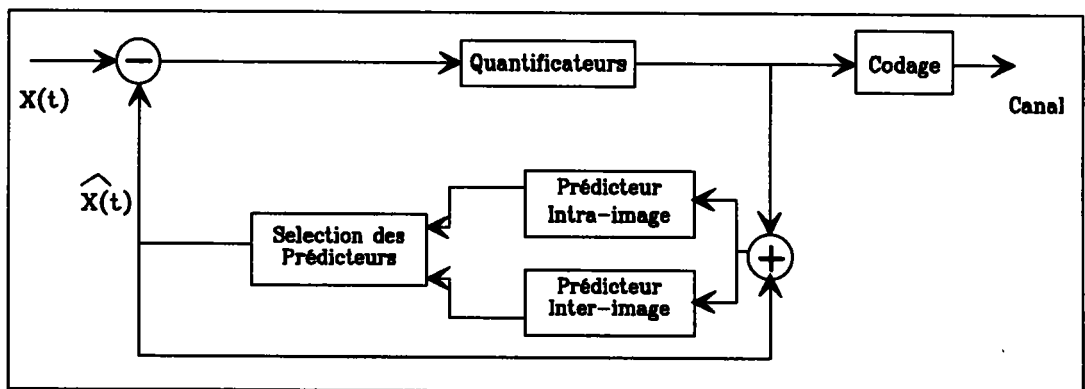 X(t)
−
Quantificateurs
Codage
Canal
X̂(t)
Prédicteur
Intra-image
Selection des
Prédicteurs
+
Prédicteur
Inter-image